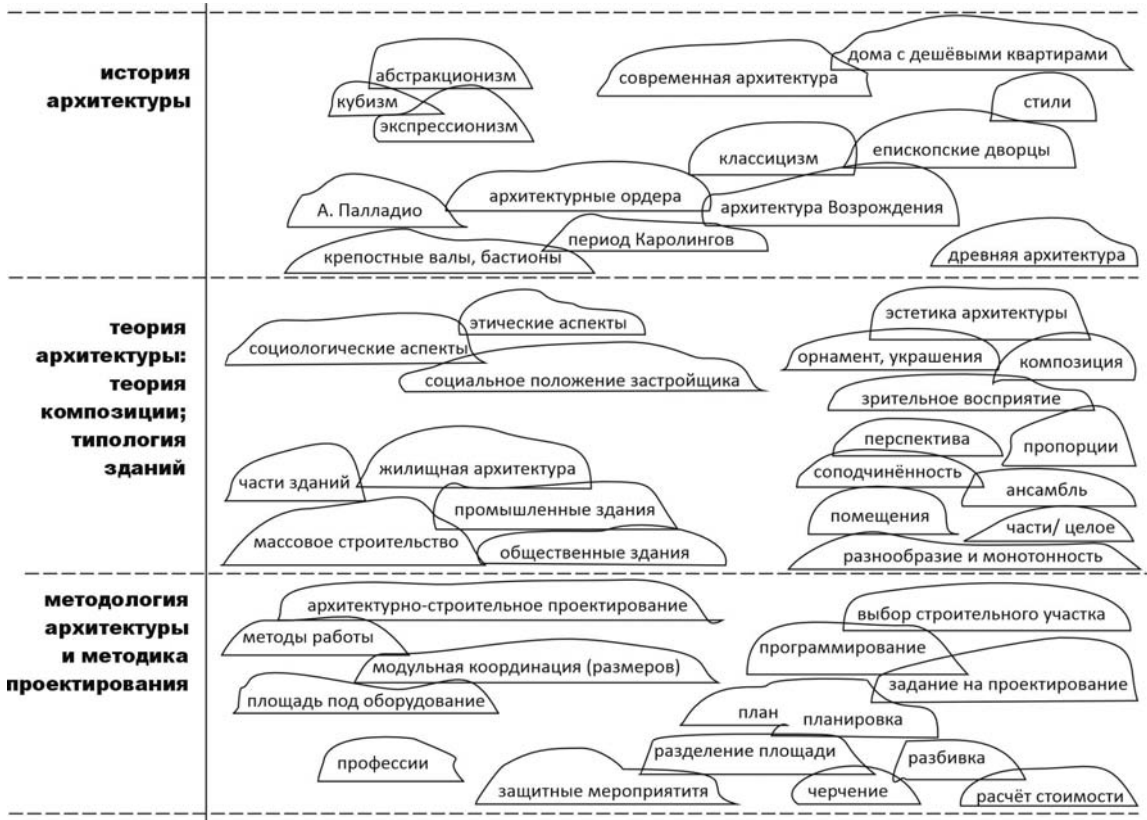 история
архитектуры
абстракционизм
кубизм
экспрессионизм
современная архитектура
дома с дешёвыми квартирами
стили
классицизм
епископские дворцы
А. Палладио
архитектурные ордера
архитектура Возрождения
период Каролингов
крепостные валы, бастионы
древняя архитектура
теория
архитектуры:
теория
композиции;
типология
зданий
этические аспекты
социологические аспекты
социальное положение застройщика
эстетика архитектуры
орнамент, украшения
композиция
зрительное восприятие
перспектива
пропорции
соподчинённость
ансамбль
помещения
части/ целое
разнообразие и монотонность
части зданий
жилищная архитектура
промышленные здания
массовое строительство
общественные здания
методология
архитектуры
и методика
проектирования
архитектурно-строительное проектирование
методы работы
модульная координация (размеров)
площадь под оборудование
выбор строительного участка
программирование
задание на проектирование
план
планировка
разделение площади
разбивка
профессии
защитные мероприятитя
черчение
расчёт стоимости